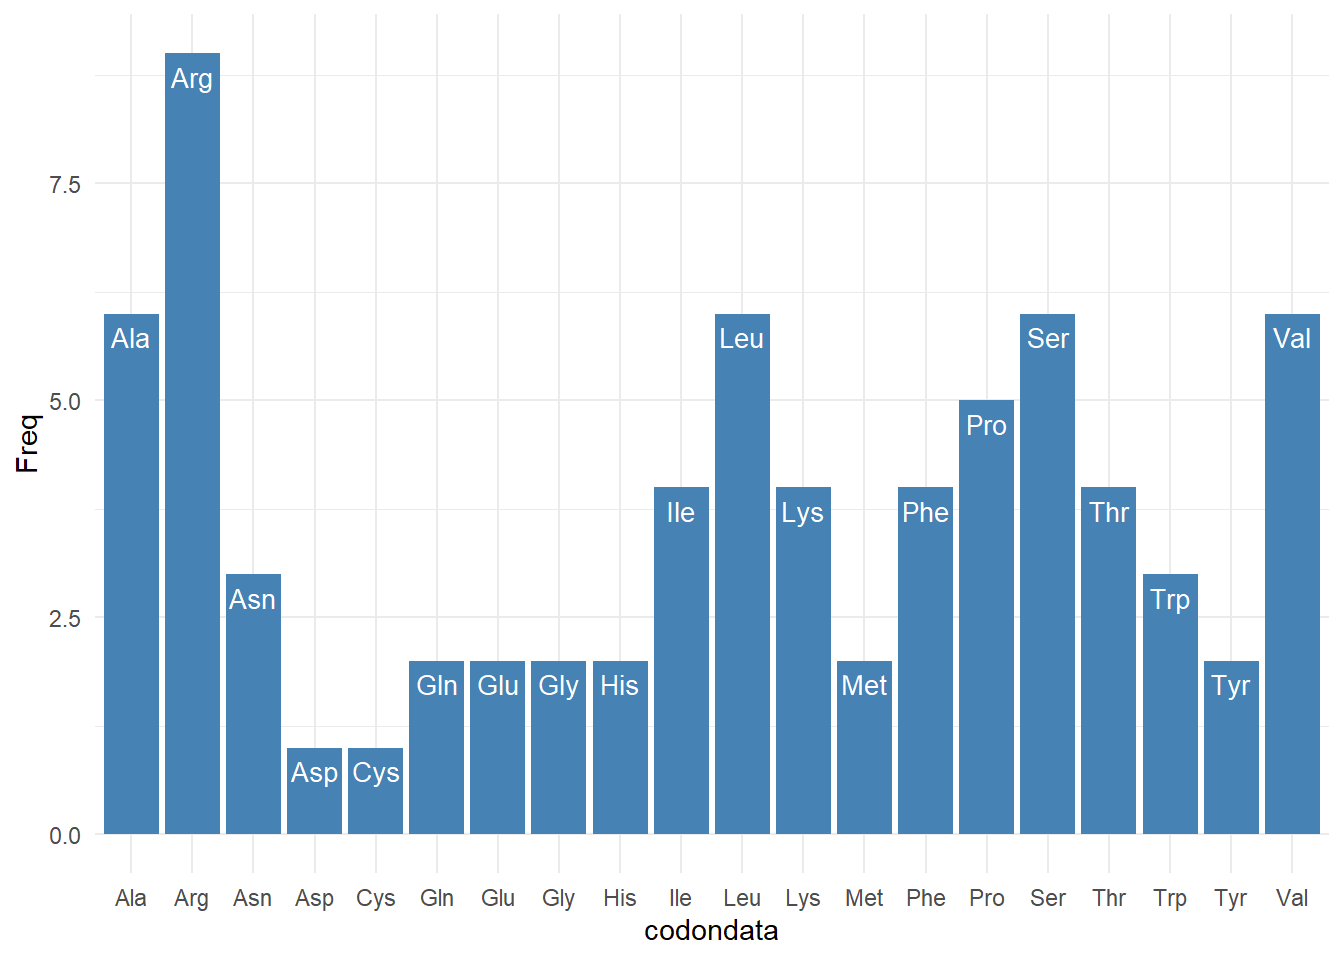 Arg
7.5
Ala
Leu
Ser
Val
5.0
Pro
Freq
Ile
Lys
Phe
Thr
Asn
Trp
2.5
Gln
Glu
Gly
His
Met
Tyr
Asp
Cys
0.0
Ala Arg Asn Asp Cys Gln Glu Gly His Ile Leu Lys Met Phe Pro Ser Thr Trp Tyr Val
codondata